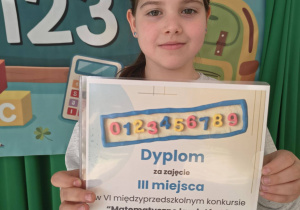 123
C
0123456789
Dyplom
za zajęcie
III miejsca
w VI międzyprzedszkolnym konkursie